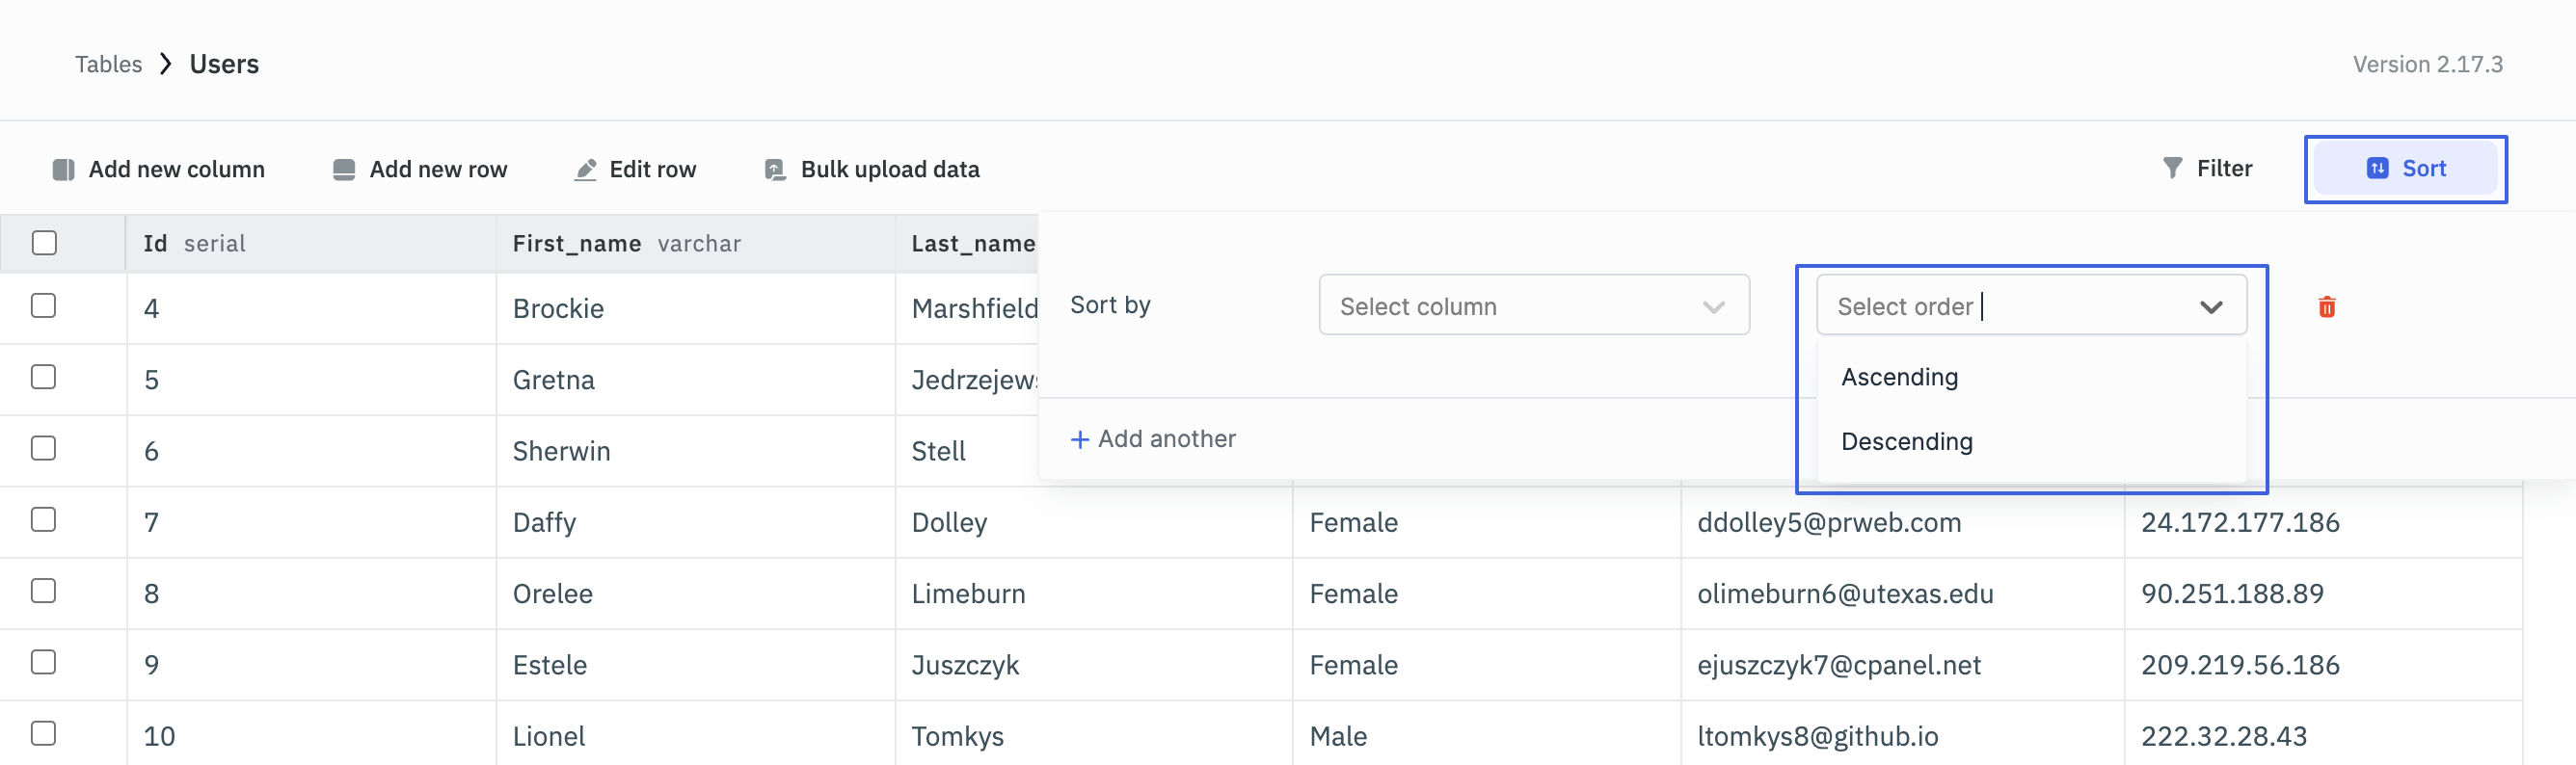 Tables > Users
Version 2.17.3
Add new column Add new row Edit row Bulk upload data Filter Sort
Id serial First_name varchar Last_name
Sort by Select column Select order
Ascending
Descending
+ Add another
4 Brockie Marshfield
5 Gretna
6 Sherwin Stell
7 Daffy Dolley Female ddolley5@prweb.com 24.172.177.186
8 Orelee Limeburn Female olimeburn6@utexas.edu 90.251.188.89
9 Estele Juszczyk Female ejuszczyk7@cpanel.net 209.219.56.186
10 Lionel Tomkys Male ltomkys8@github.io 222.32.28.43